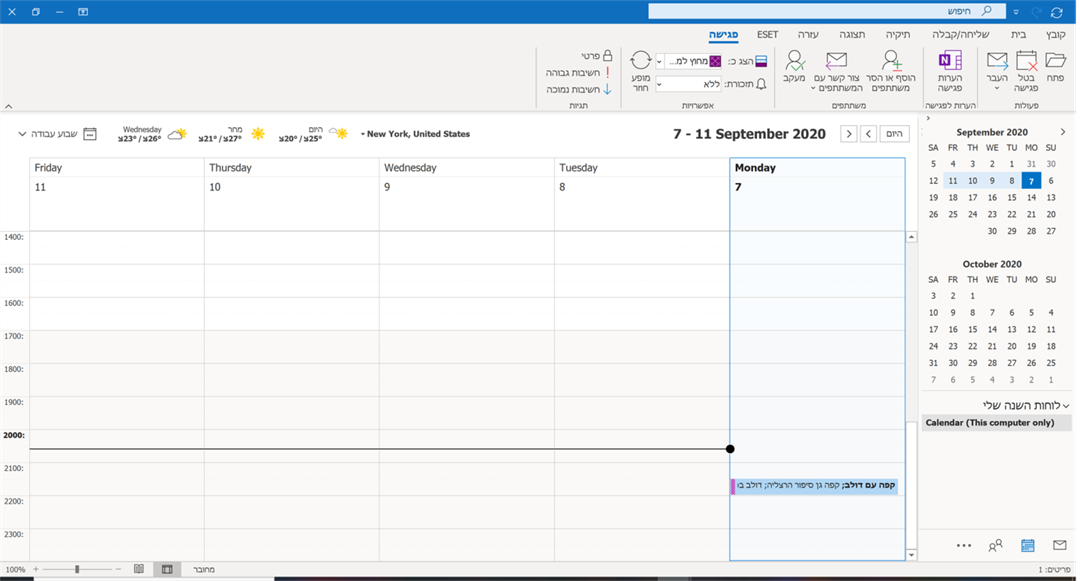 חיפוש
קובץ בית שליחה/קבלה תיקיה תצוגה עזרה ESET פגישה
פתח
בטל פגישה
העבר
פעולות
הערות פגישה
הערות לפגישה
הוסף או הסר משתתפים
צור קשר עם המשתתפים
מעקב
משתתפים
הצג כ: מחוץ למ...
תזכורת: ללא
מופע חוזר
אפשרויות
פרטי
חשיבות גבוהה
חשיבות נמוכה
תגיות
היום
7 - 11 September 2020
New York, United States
היום
מחר
Wednesday
שבוע עבודה
Monday Tuesday Wednesday Thursday Friday
7 8 9 10 11
1400:
1500:
1600:
1700:
1800:
1900:
2000:
2100:
2200:
2300:
קפה עם דולב; קפה גן סיפור הרצליה; דולב בו
September 2020
SA FR TH WE TU MO SU
5 4 3 2 1 31 30
12 11 10 9 8 7 6
19 18 17 16 15 14 13
26 25 24 23 22 21 20
30 29 28 27
October 2020
SA FR TH WE TU MO SU
3 2 1
10 9 8 7 6 5 4
17 16 15 14 13 12 11
24 23 22 21 20 19 18
31 30 29 28 27 26 25
7 6 5 4 3 2 1
לוחות השנה שלי
Calendar (This computer only)
פריטים: 1
מחובר
100%